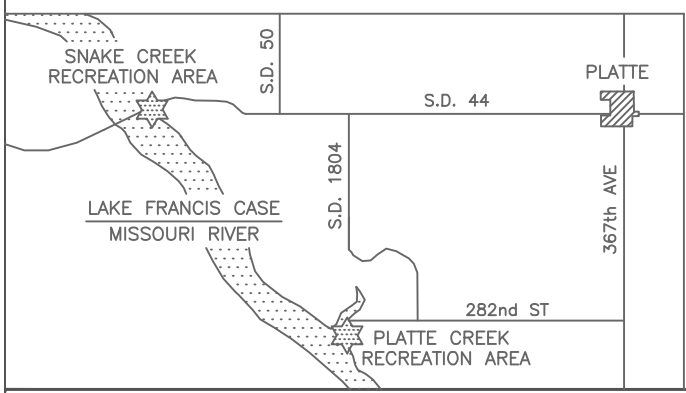 SNAKE CREEK
RECREATION AREA
S.D. 50
PLATTE
S.D. 44
S.D. 1804
367th AVE
LAKE FRANCIS CASE
MISSOURI RIVER
282nd ST
PLATTE CREEK
RECREATION AREA